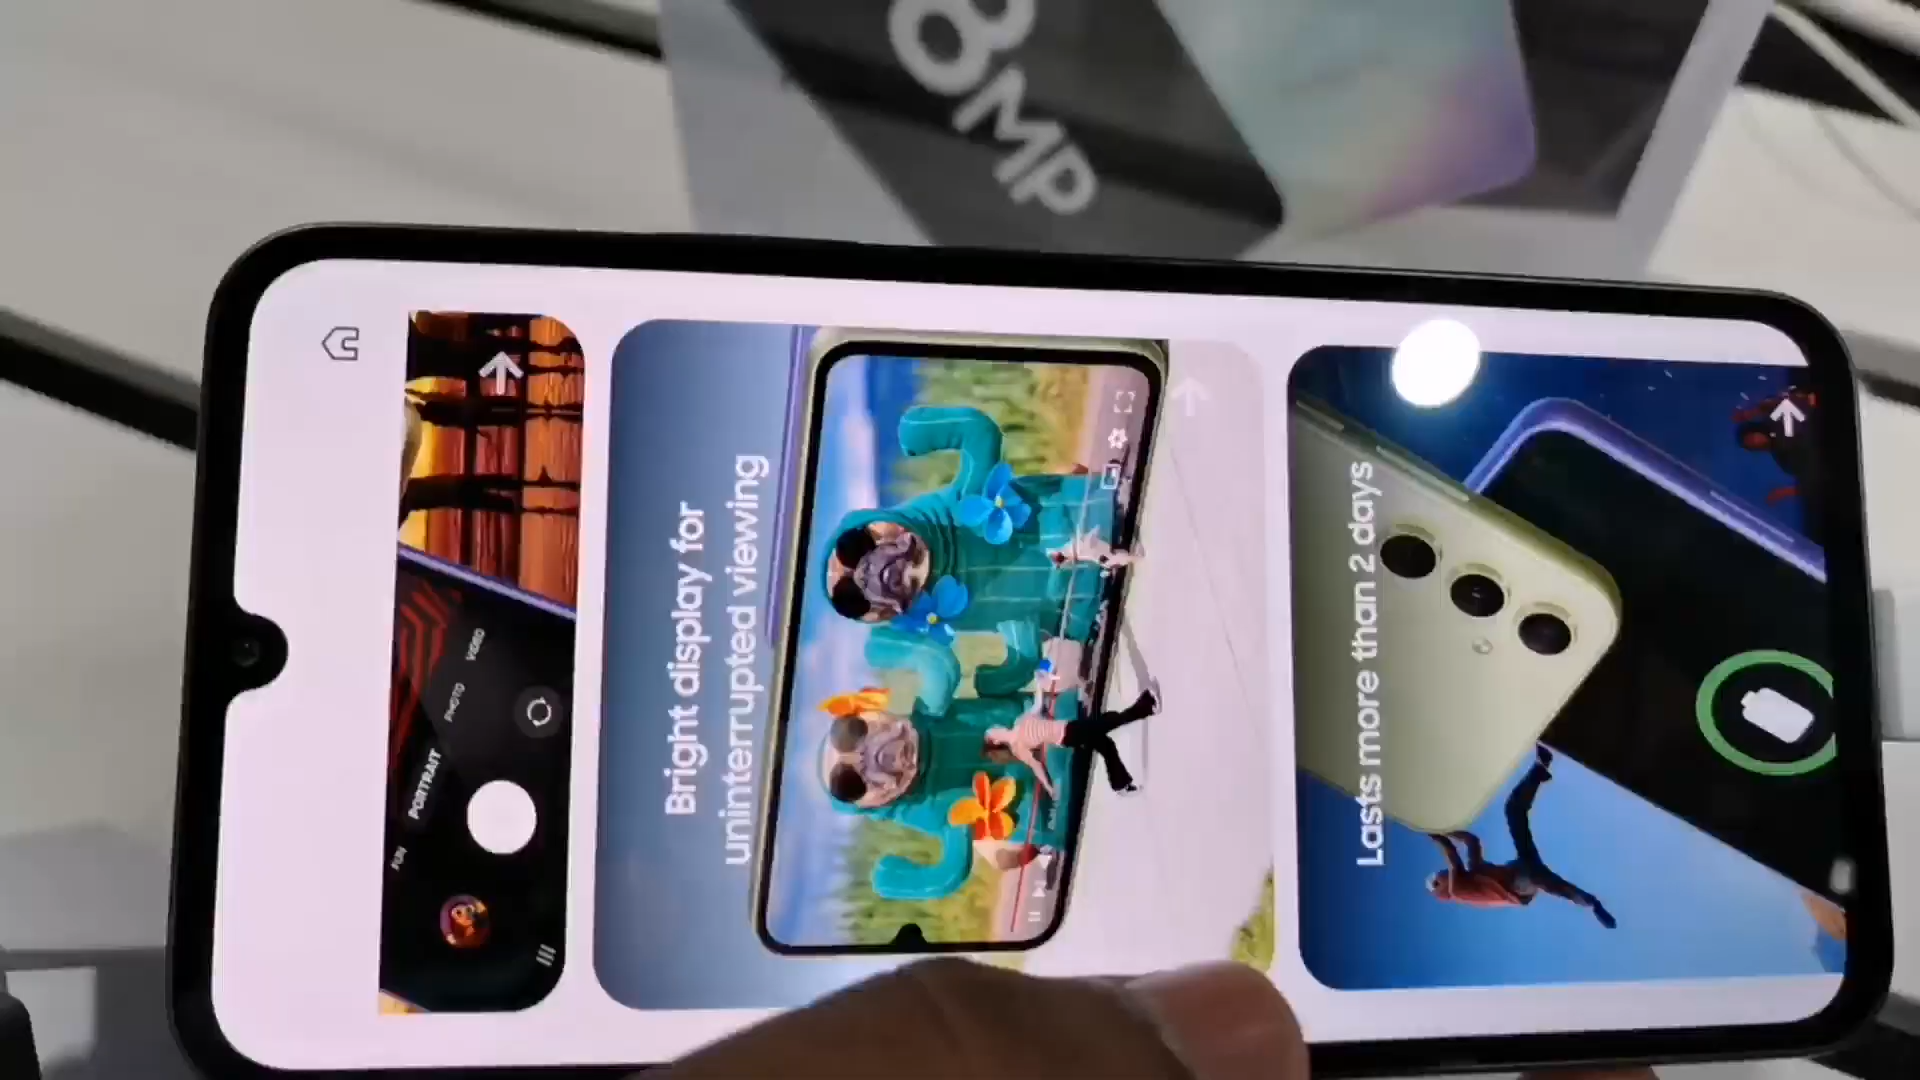 8MP
VIDEO
PHOTO
PORTRAIT
FUN
Bright display for
uninterrupted viewing
Lasts more than 2 days